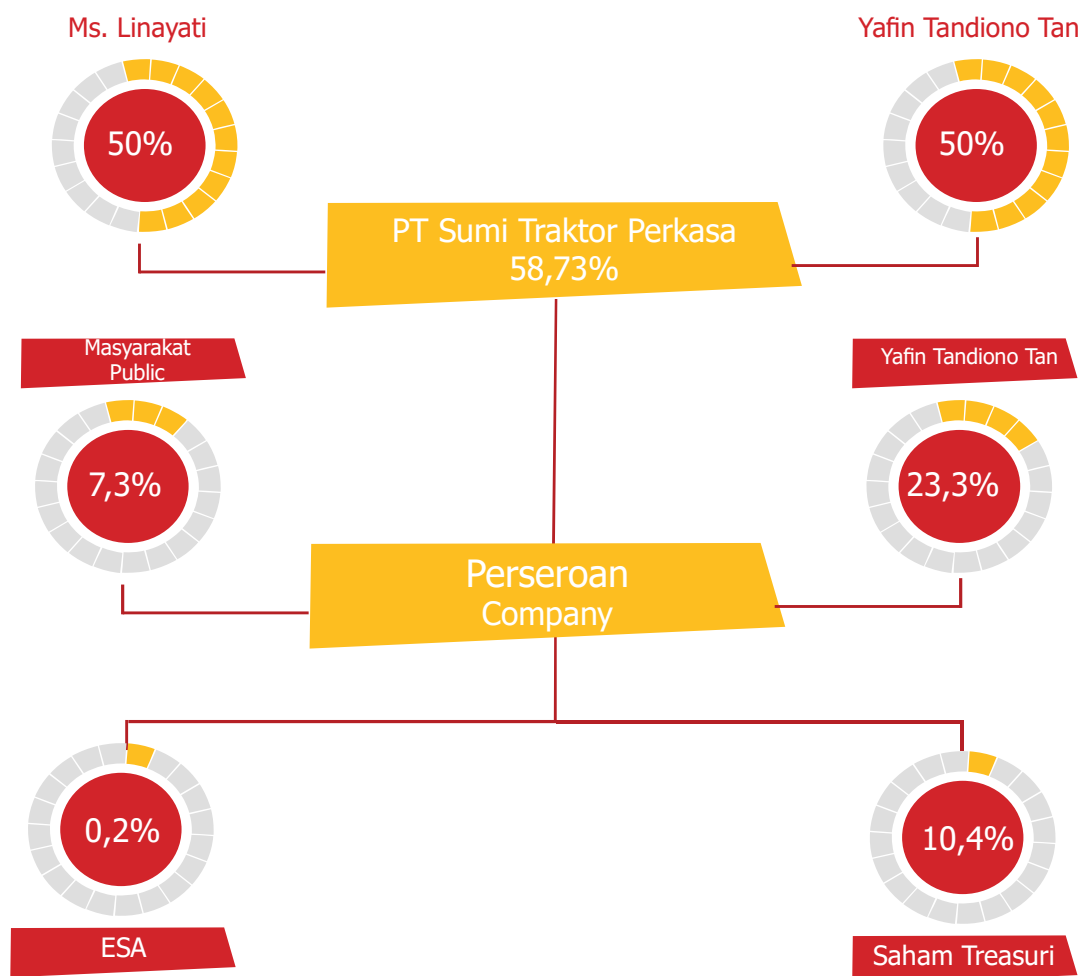 Ms. Linayati
Yafin Tandiono Tan
50%
50%
PT Sumi Traktor Perkasa
58,73%
Masyarakat
Public
Yafin Tandiono Tan
7,3%
23,3%
Perseroan
Company
0,2%
10,4%
ESA
Saham Treasuri